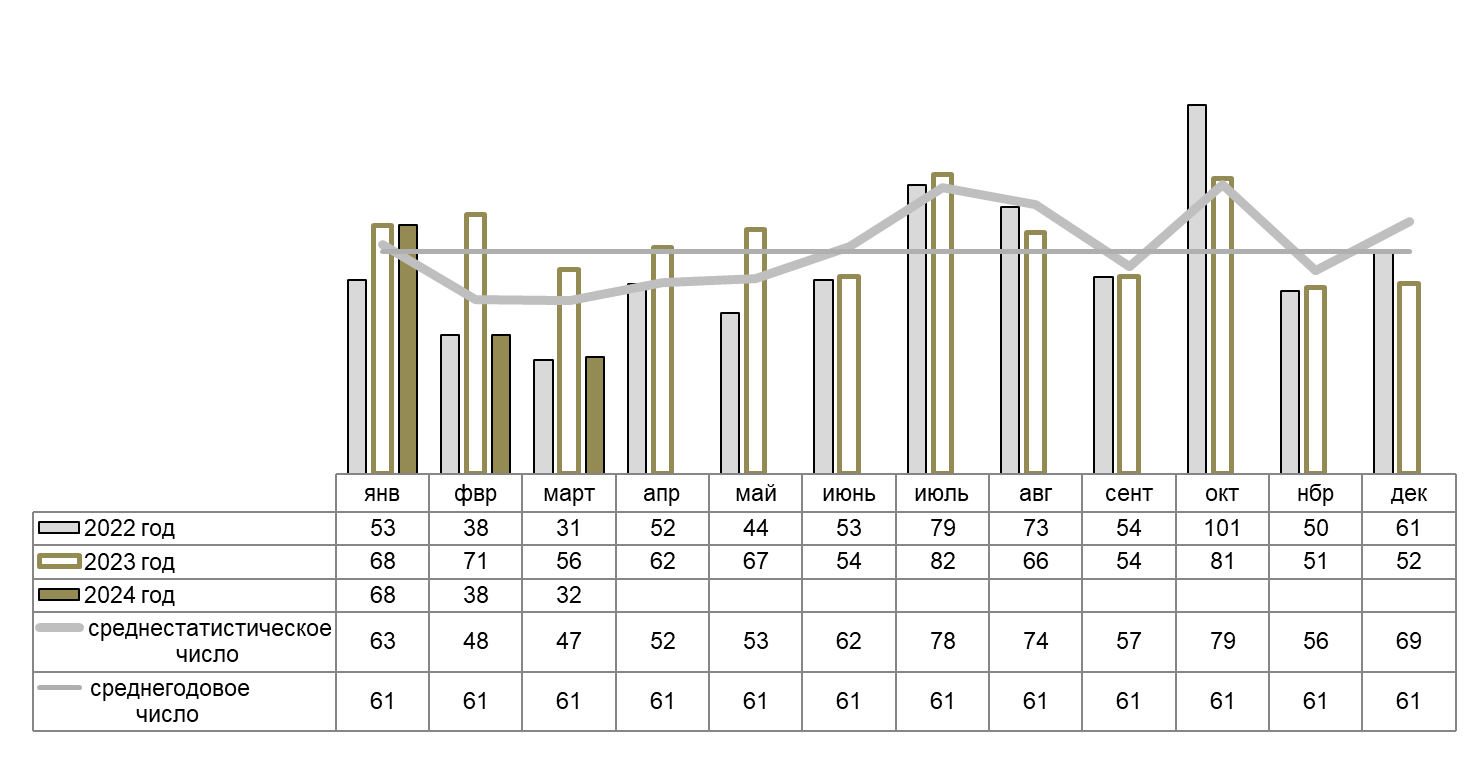 янв фвр март апр май июнь июль авг сент окт нбр дек
2022 год 53 38 31 52 44 53 79 73 54 101 50 61
2023 год 68 71 56 62 67 54 82 66 54 81 51 52
2024 год 68 38 32
среднестатистическое
число 63 48 47 52 53 62 78 74 57 79 56 69
среднегодовое
число 61 61 61 61 61 61 61 61 61 61 61 61